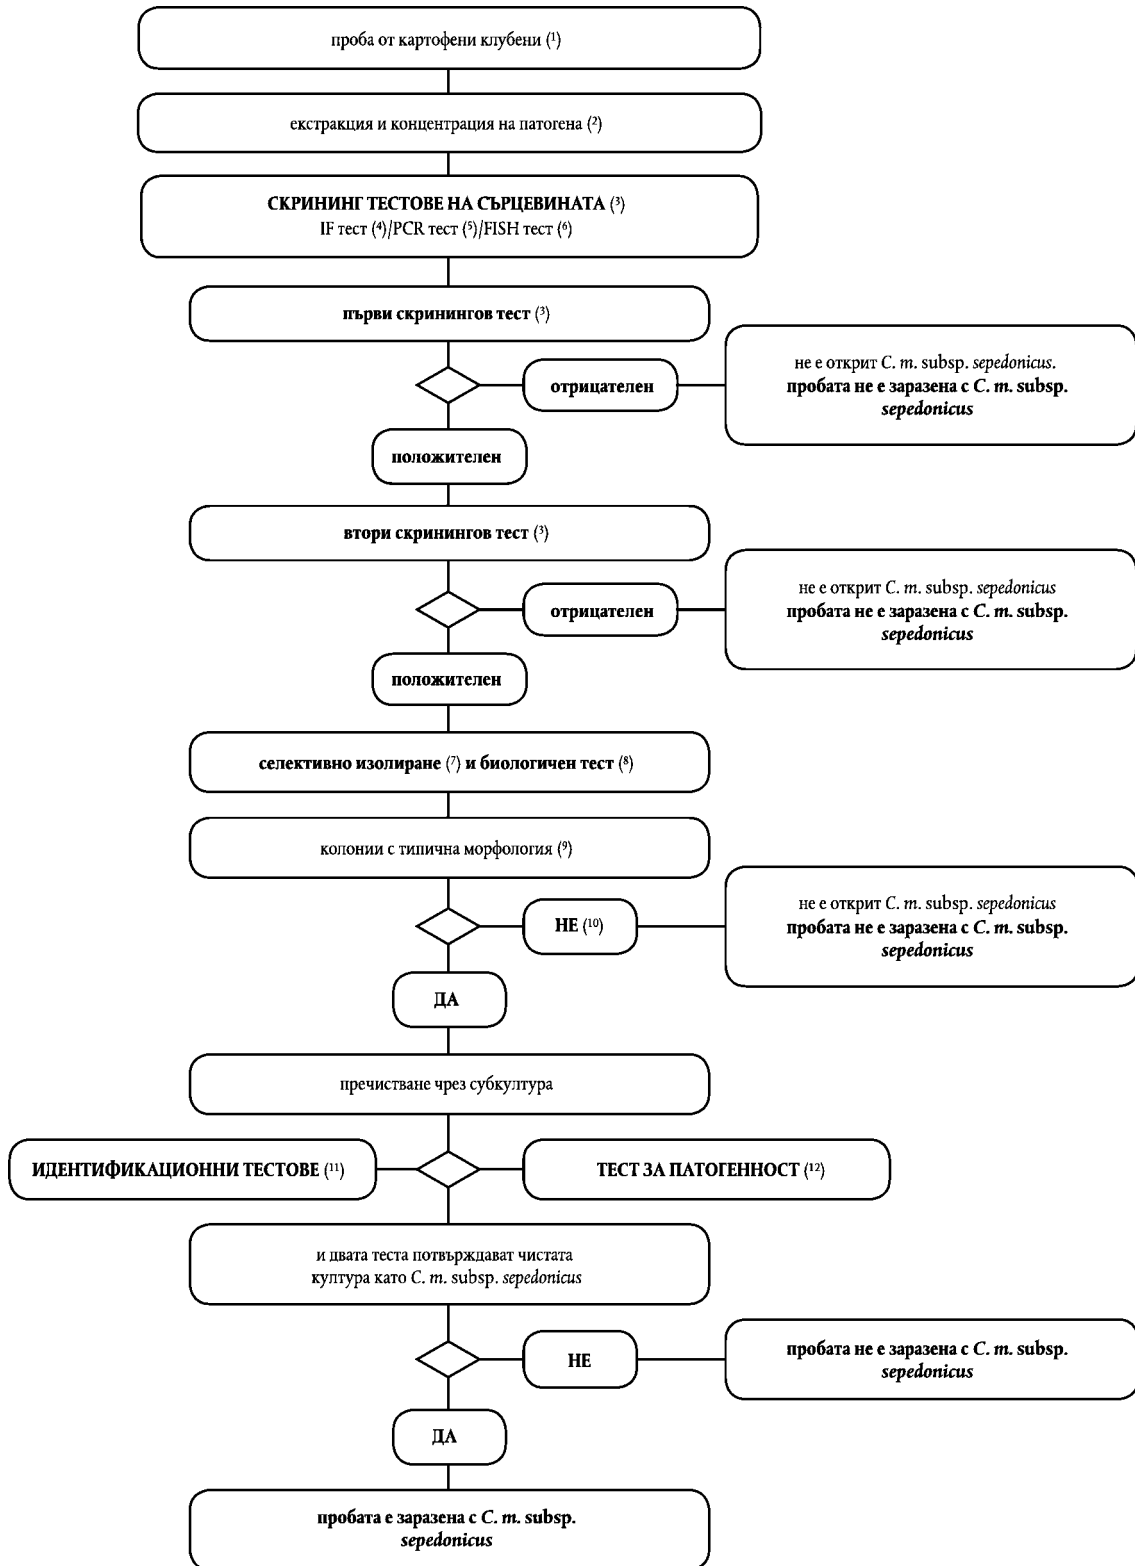 проба от картофени клубени (¹)
екстракция и концентрация на патогена (²)
СКРИНИНГ ТЕСТОВЕ НА СЪРЦЕВИНАТА (³)
IF тест (⁴)/PCR тест (⁵)/FISH тест (⁶)
първи скринингов тест (³)
отрицателен
не е открит C. m. subsp. sepedonicus.
пробата не е заразена с C. m. subsp.
sepedonicus
положителен
втори скринингов тест (³)
отрицателен
не е открит C. m. subsp. sepedonicus
пробата не е заразена с C. m. subsp.
sepedonicus
положителен
селективно изолиране (⁷) и биологичен тест (⁸)
колонии с типична морфология (⁹)
НЕ (¹⁰)
не е открит C. m. subsp. sepedonicus
пробата не е заразена с C. m. subsp.
sepedonicus
ДА
пречистване чрез субкултура
ИДЕНТИФИКАЦИОННИ ТЕСТОВЕ (¹¹)
ТЕСТ ЗА ПАТОГЕННОСТ (¹²)
и двата теста потвърждават чистата
култура като C. m. subsp. sepedonicus
НЕ
пробата не е заразена с C. m. subsp.
sepedonicus
ДА
пробата е заразена с C. m. subsp.
sepedonicus